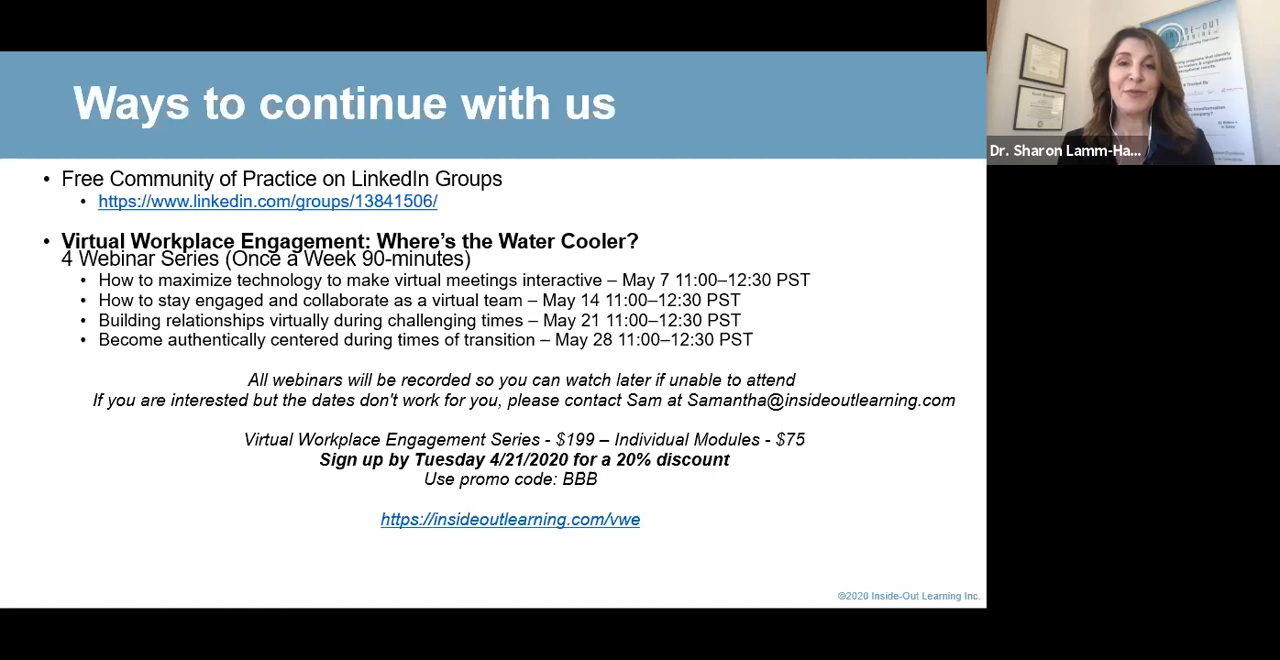 Ways to continue with us
• Free Community of Practice on LinkedIn Groups
• https://www.linkedin.com/groups/13841506/
• Virtual Workplace Engagement: Where's the Water Cooler?
4 Webinar Series (Once a Week 90-minutes)
• How to maximize technology to make virtual meetings interactive – May 7 11:00–12:30 PST
• How to stay engaged and collaborate as a virtual team – May 14 11:00–12:30 PST
• Building relationships virtually during challenging times – May 21 11:00–12:30 PST
• Become authentically centered during times of transition – May 28 11:00–12:30 PST
All webinars will be recorded so you can watch later if unable to attend
If you are interested but the dates don't work for you, please contact Sam at Samantha@insideoutlearning.com
Virtual Workplace Engagement Series - $199 – Individual Modules - $75
Sign up by Tuesday 4/21/2020 for a 20% discount
Use promo code: BBB
https://insideoutlearning.com/vwe
©2020 Inside-Out Learning Inc.
Dr. Sharon Lamm-Ha...